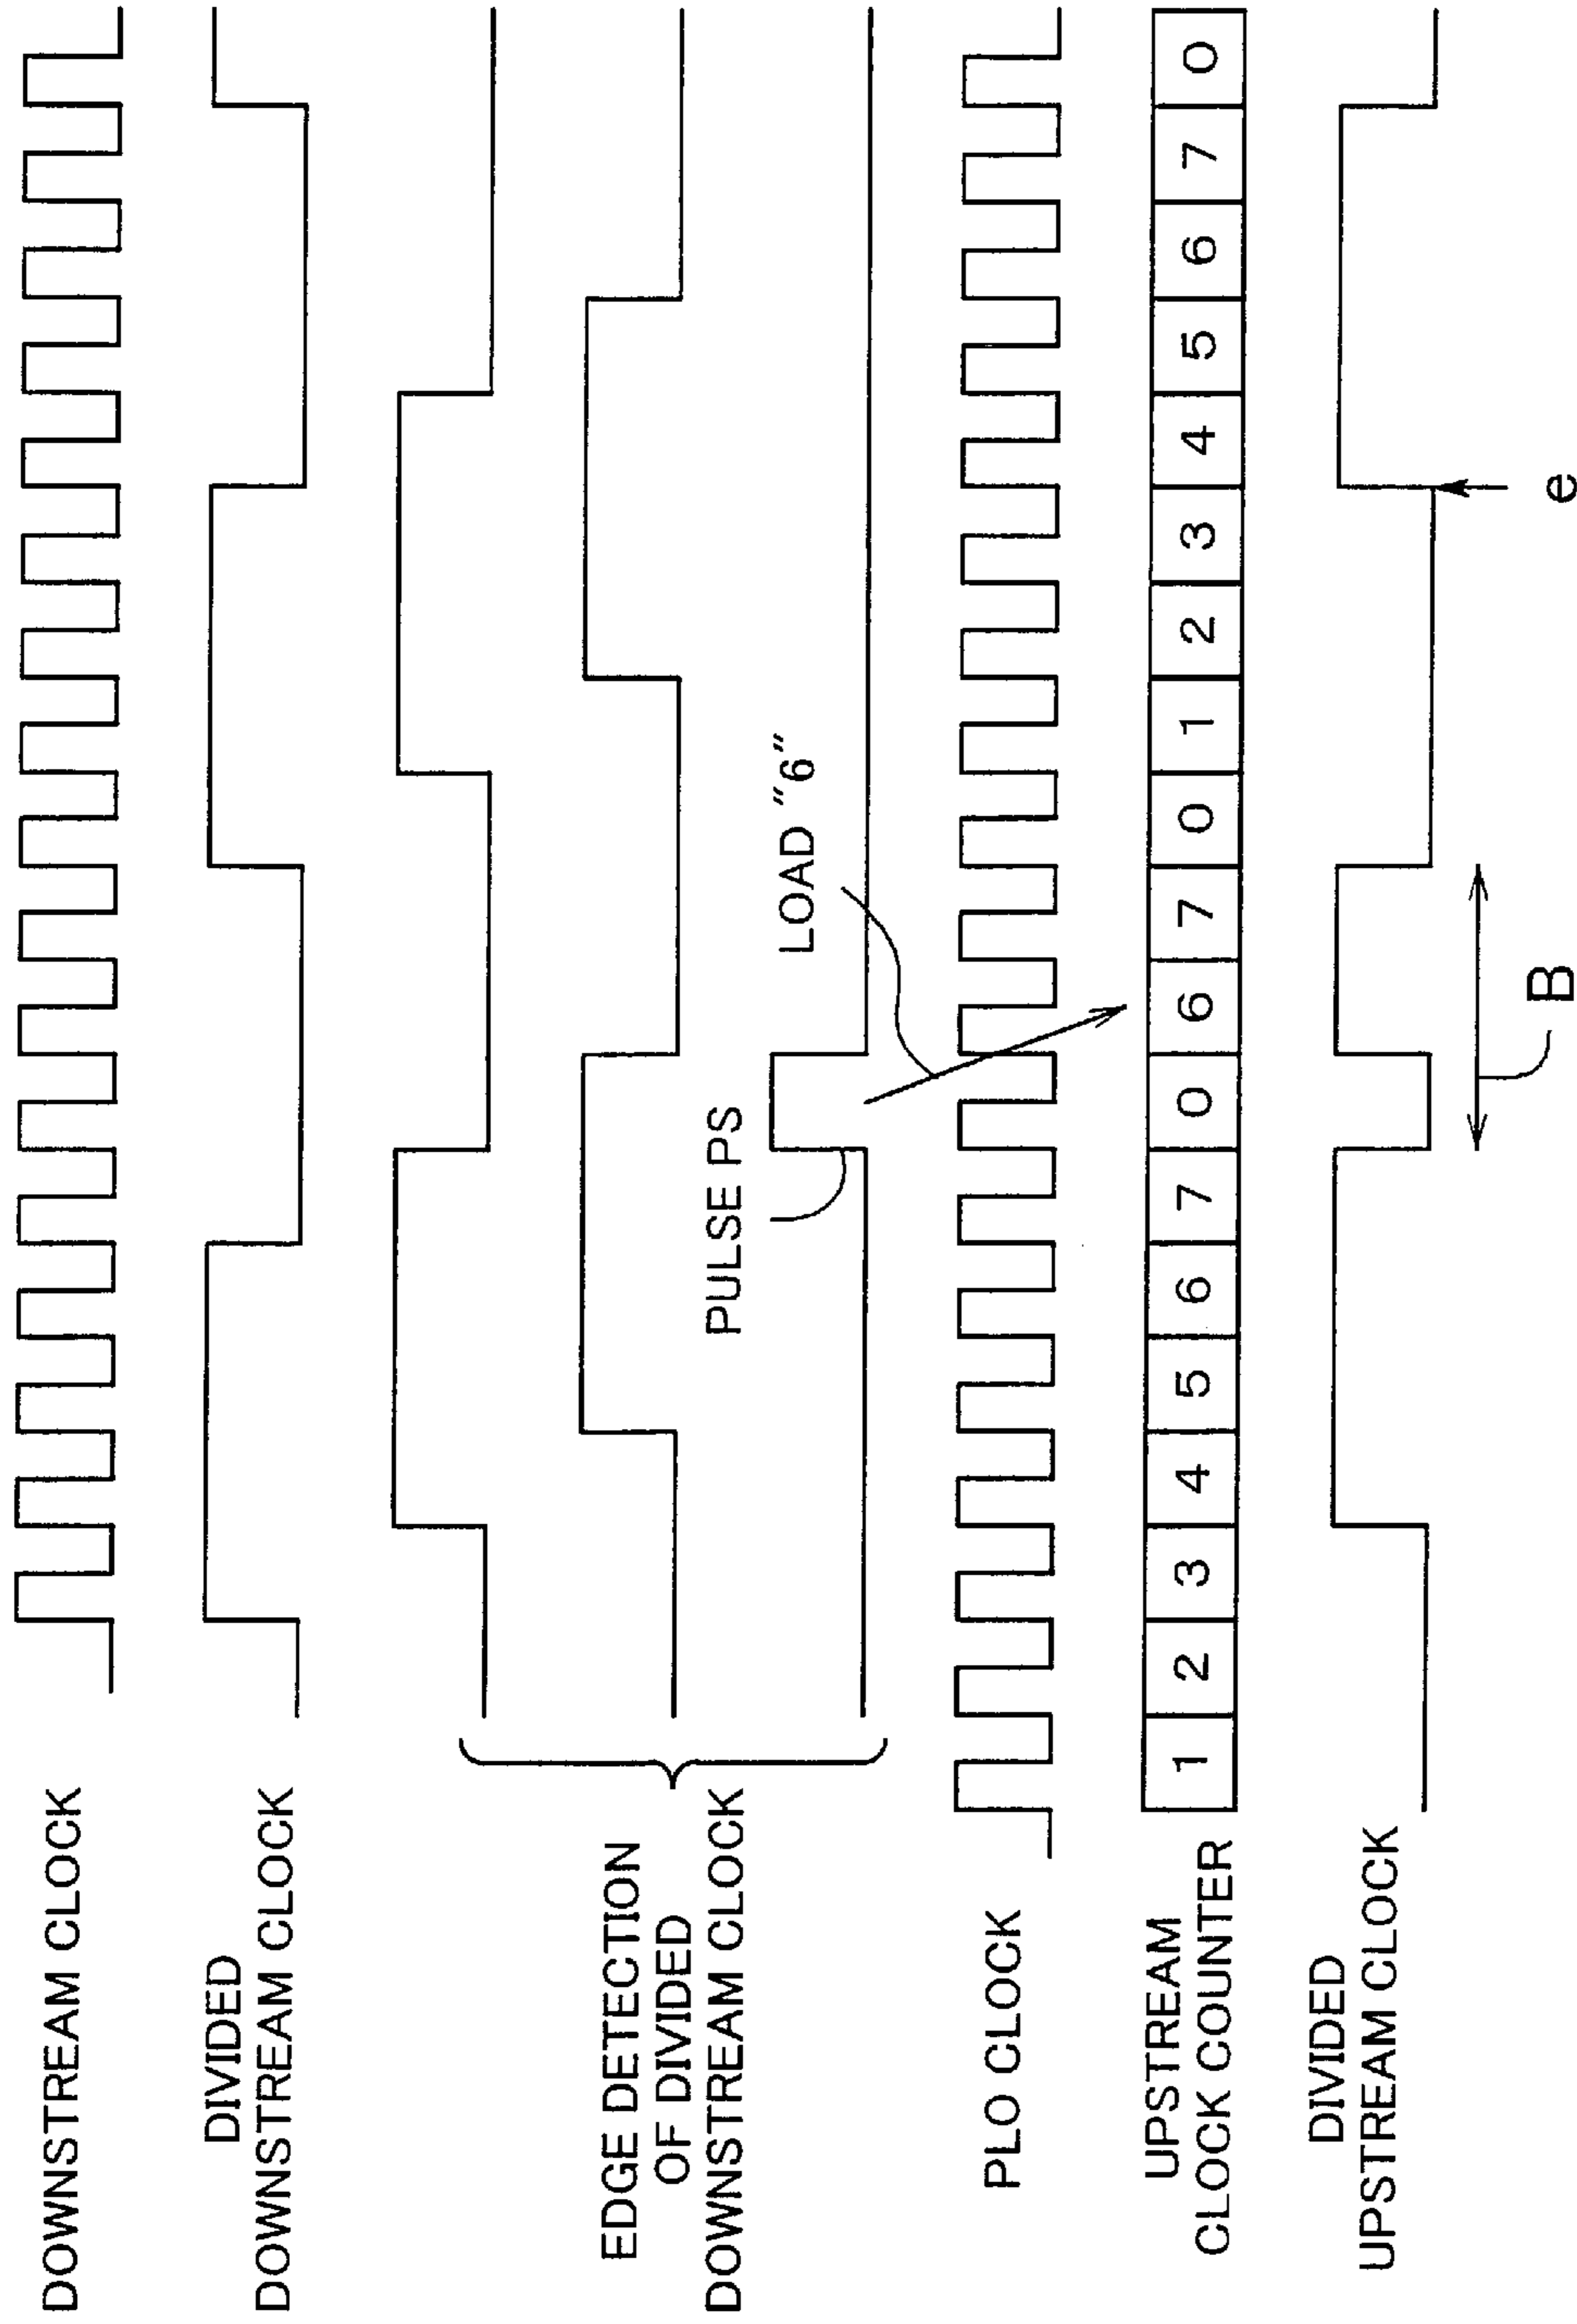 DOWNSTREAM CLOCK
DIVIDED
DOWNSTREAM CLOCK
EDGE DETECTION
OF DIVIDED
DOWNSTREAM CLOCK
PULSE PS
LOAD "6"
PLO CLOCK
UPSTREAM
CLOCK COUNTER
1 2 3 4 5 6 7 0 6 7 0 1 2 3 4 5 6 7 0
DIVIDED
UPSTREAM CLOCK
B
e